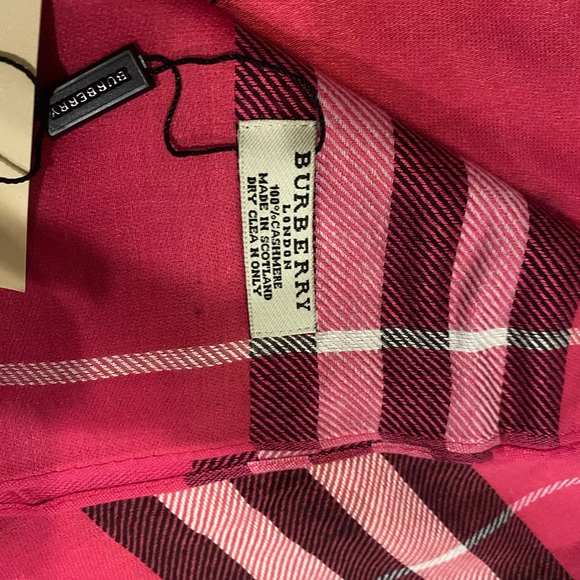 BURBERRY
BURBERRY
LONDON
100%CASHMERE
MADE IN SCOTLAND
DRY CLEA N ONLY